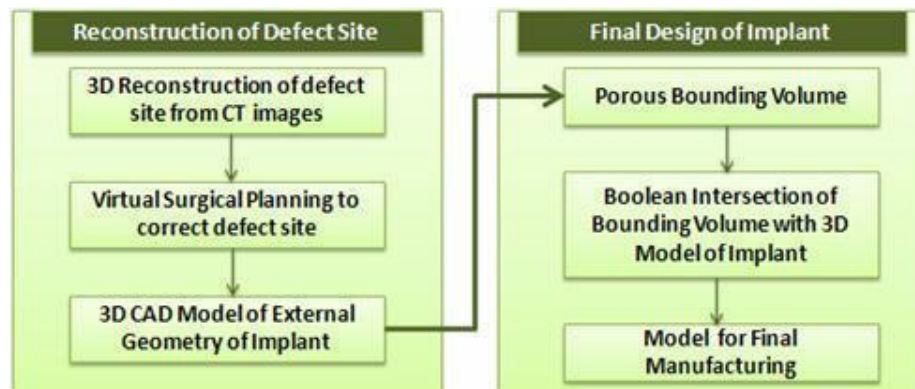 Reconstruction of Defect Site
3D Reconstruction of defect
site from CT images
Virtual Surgical Planning to
correct defect site
3D CAD Model of External
Geometry of Implant
Final Design of Implant
Porous Bounding Volume
Boolean Intersection of
Bounding Volume with 3D
Model of Implant
Model for Final
Manufacturing